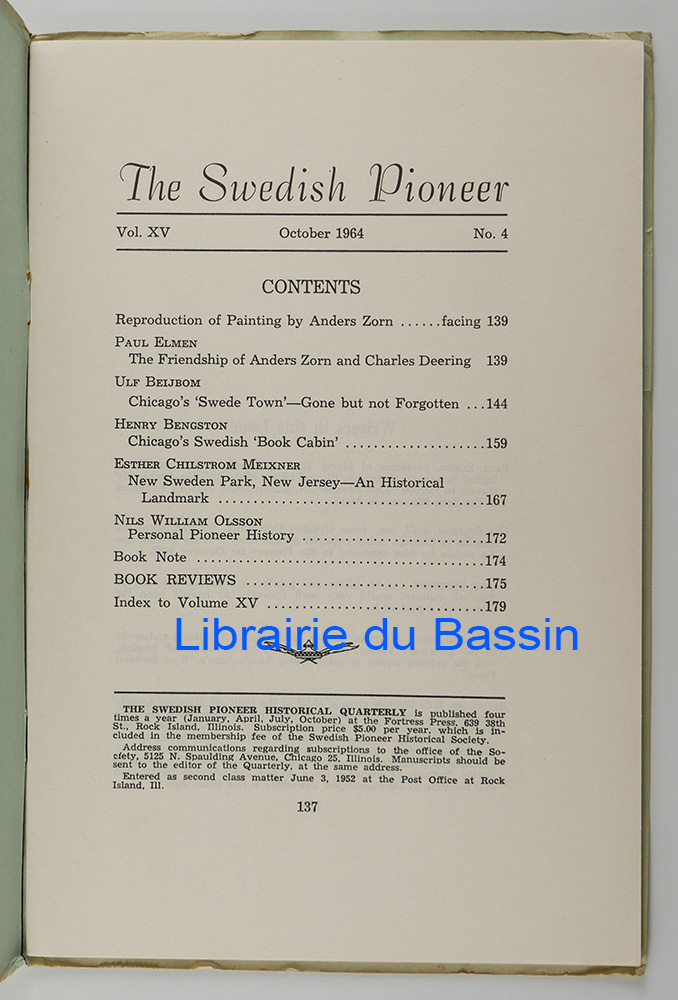 The Swedish Pioneer
Vol. XV October 1964 No. 4
CONTENTS
Reproduction of Painting by Anders Zorn ......facing 139
PAUL ELMEN
The Friendship of Anders Zorn and Charles Deering 139
ULF BEIJBOM
Chicago's 'Swede Town'—Gone but not Forgotten ...144
HENRY BENGSTON
Chicago's Swedish 'Book Cabin' ....................159
ESTHER CHILSTROM MEIXNER
New Sweden Park, New Jersey—An Historical
Landmark .....................................167
NILS WILLIAM OLSSON
Personal Pioneer History .........................172
Book Note ........................................174
BOOK REVIEWS .................................175
Index to Volume XV ..............................179
Librairie du Bassin
THE SWEDISH PIONEER HISTORICAL QUARTERLY is published four
times a year (January, April, July, October) at the Fortress Press, 639 38th
St., Rock Island, Illinois. Subscription price $5.00 per year, which is in-
cluded in the membership fee of the Swedish Pioneer Historical Society.
Address communications regarding subscriptions to the office of the So-
ciety, 5125 N. Spaulding Avenue, Chicago 25, Illinois. Manuscripts should be
sent to the editor of the Quarterly, at the same address.
Entered as second class matter June 3, 1952 at the Post Office at Rock
Island, Ill.
137